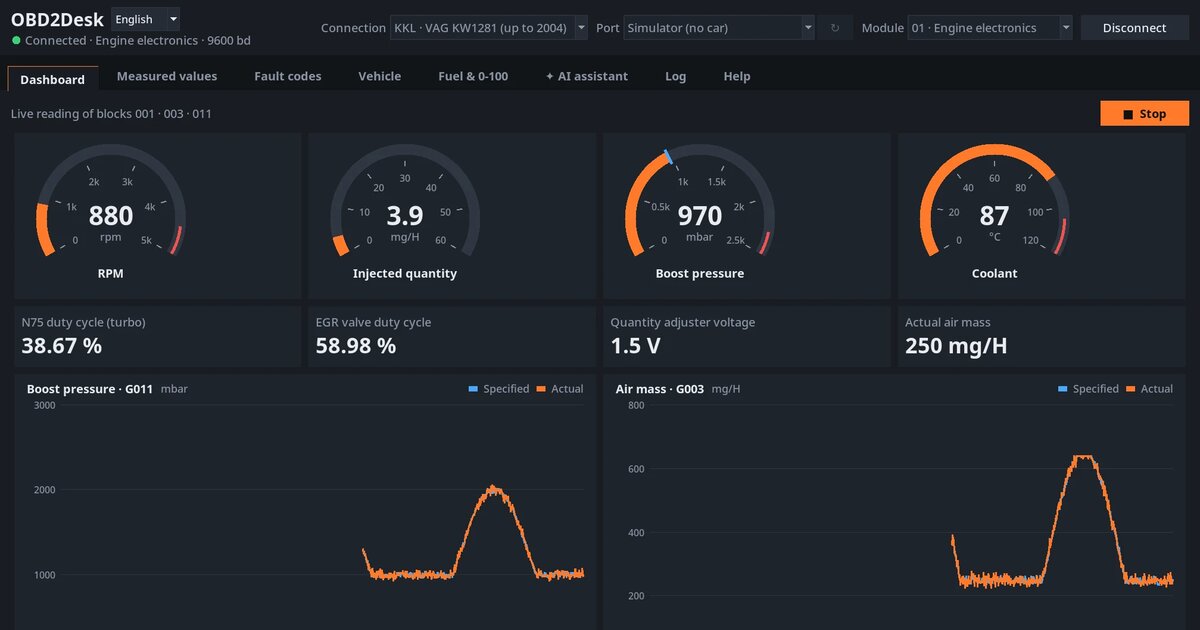 OBD2Desk English
Connected · Engine electronics · 9600 bd
Connection KKL · VAG KW1281 (up to 2004) Port Simulator (no car) Module 01 · Engine electronics Disconnect
Dashboard Measured values Fault codes Vehicle Fuel & 0-100 ✦ AI assistant Log Help
Live reading of blocks 001 · 003 · 011
Stop
0 1k 2k 3k 4k 5k
880
rpm
RPM
0 10 20 30 40 50 60
3.9
mg/H
Injected quantity
0 0.5k 1k 1.5k 2k 2.5k
970
mbar
Boost pressure
0 20 40 60 80 100 120
87
°C
Coolant
N75 duty cycle (turbo)
38.67 %
EGR valve duty cycle
58.98 %
Quantity adjuster voltage
1.5 V
Actual air mass
250 mg/H
Boost pressure · G011 mbar
Specified Actual
3000
2000
1000
Air mass · G003 mg/H
Specified Actual
800
600
400
200